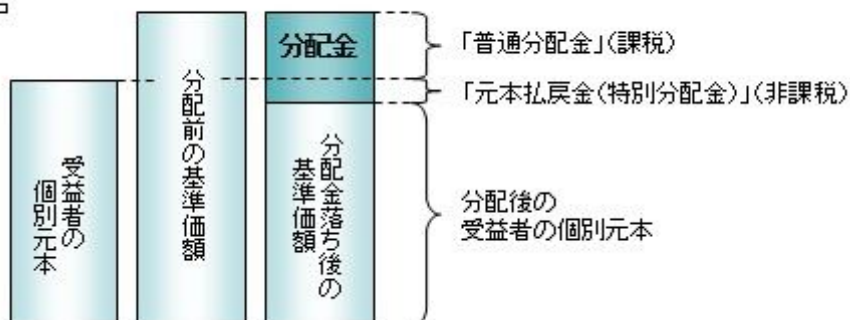 分配金
「普通分配金」(課税)
「元本払戻金(特別分配金)」(非課税)
受益者の
個別元本
分配前の基準価額
分配金落ち後の
基準価額
分配後の
受益者の個別元本